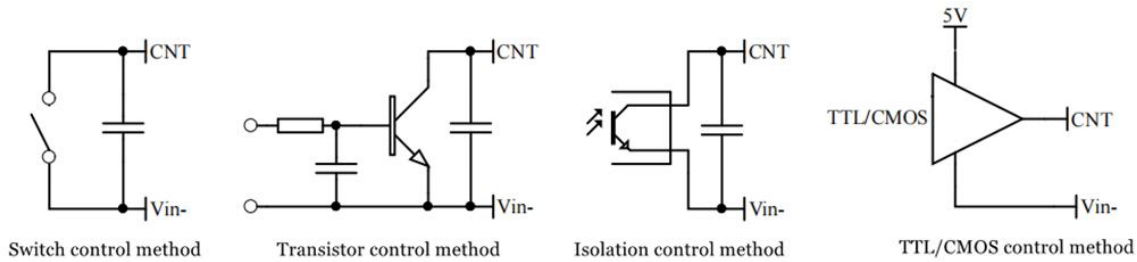 CNT
Vin-
Switch control method
CNT
Vin-
Transistor control method
CNT
Vin-
Isolation control method
5V
TTL/CMOS
CNT
Vin-
TTL/CMOS control method